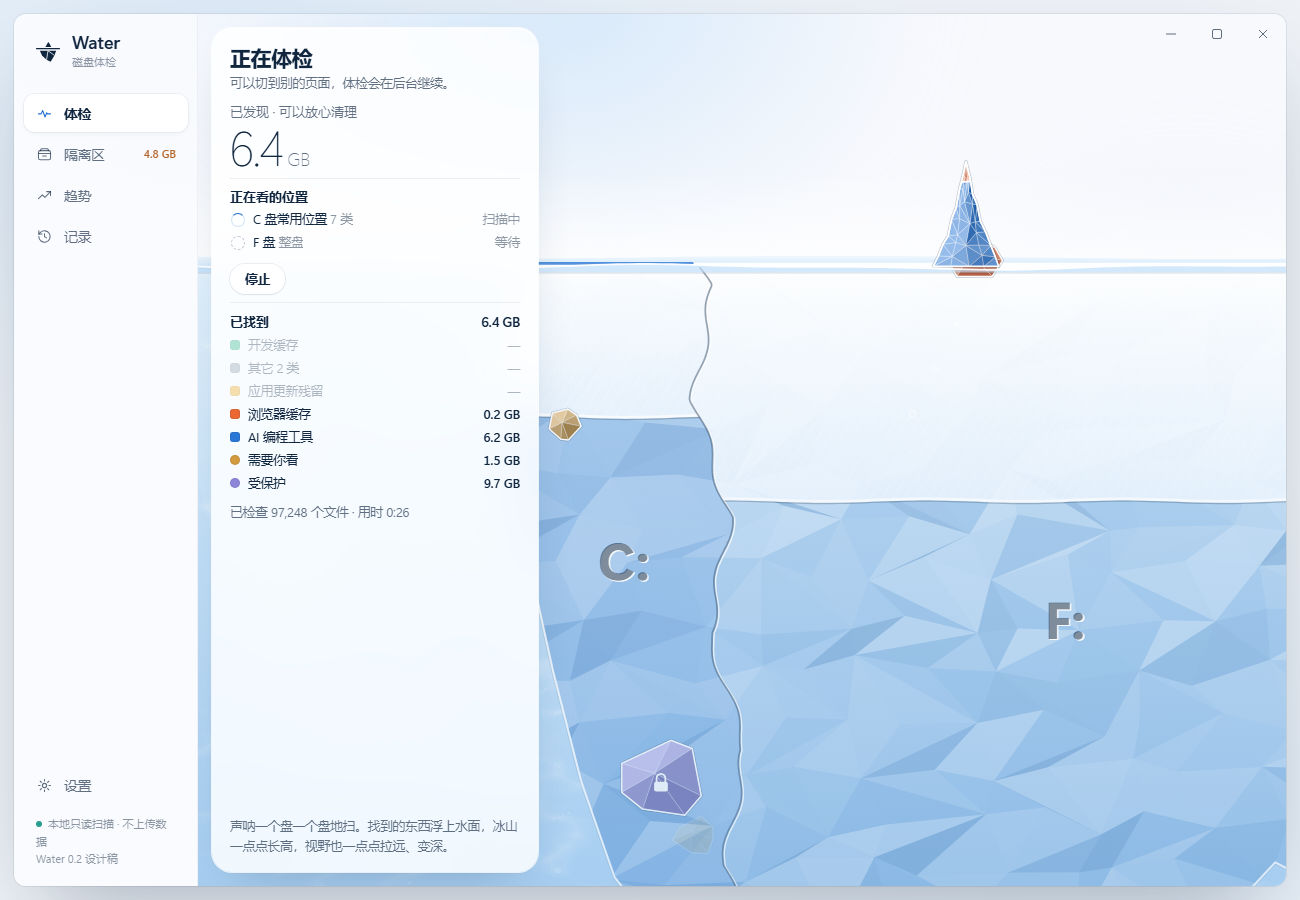 Water
磁盘体检
体检
隔离区 4.8 GB
趋势
记录
设置
本地只读扫描 · 不上传数
据
Water 0.2 设计稿
正在体检
可以切到别的页面，体检会在后台继续。
已发现 · 可以放心清理
6.4 GB
正在看的位置
C 盘常用位置 7 类 扫描中
F 盘 整盘 等待
停止
已找到 6.4 GB
开发缓存 —
其它 2 类 —
应用更新残留 —
浏览器缓存 0.2 GB
AI 编程工具 6.2 GB
需要你看 1.5 GB
受保护 9.7 GB
已检查 97,248 个文件 · 用时 0:26
声呐一个盘一个盘地扫。找到的东西浮上水面，冰山
一点点长高，视野也一点点拉远、变深。
C:
F: